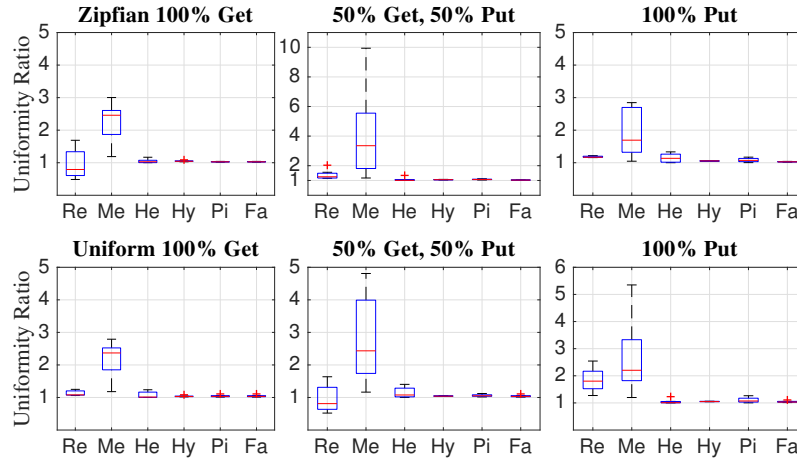 Zipfian 100% Get
50% Get, 50% Put
100% Put
Uniformity Ratio
5
4
3
2
1
Re Me He Hy Pi Fa
10
8
6
4
2
1
Re Me He Hy Pi Fa
5
4
3
2
1
Re Me He Hy Pi Fa
Uniform 100% Get
50% Get, 50% Put
100% Put
Uniformity Ratio
5
4
3
2
1
Re Me He Hy Pi Fa
5
4
3
2
1
Re Me He Hy Pi Fa
6
5
4
3
2
1
Re Me He Hy Pi Fa